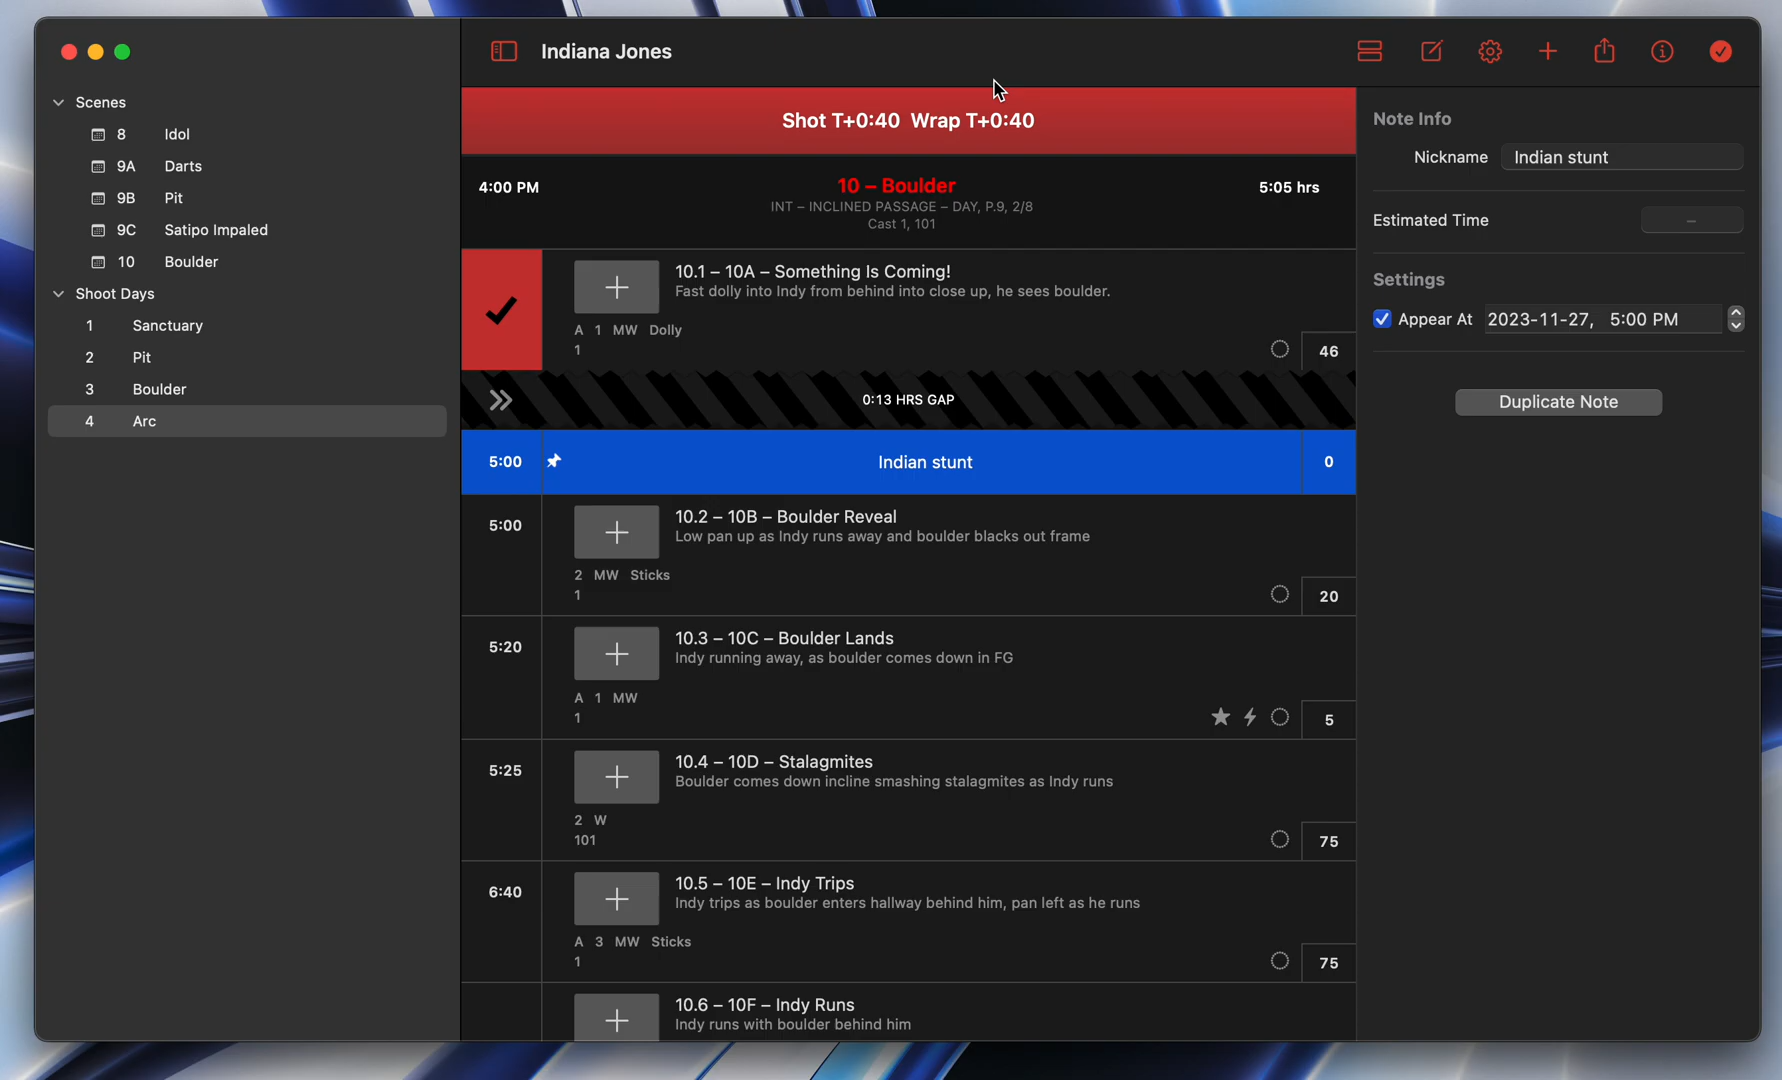 Indiana Jones
Scenes
8 Idol
9A Darts
9B Pit
9C Satipo Impaled
10 Boulder
Shoot Days
1 Sanctuary
2 Pit
3 Boulder
4 Arc
Shot T+0:40 Wrap T+0:40
4:00 PM
10 – Boulder
5:05 hrs
INT – INCLINED PASSAGE – DAY, P.9, 2/8
Cast 1, 101
10.1 – 10A – Something Is Coming!
Fast dolly into Indy from behind into close up, he sees boulder.
A 1 MW Dolly
1
46
0:13 HRS GAP
5:00 Indian stunt 0
5:00
10.2 – 10B – Boulder Reveal
Low pan up as Indy runs away and boulder blacks out frame
2 MW Sticks
1
20
5:20
10.3 – 10C – Boulder Lands
Indy running away, as boulder comes down in FG
A 1 MW
1
5
5:25
10.4 – 10D – Stalagmites
Boulder comes down incline smashing stalagmites as Indy runs
2 W
101
75
6:40
10.5 – 10E – Indy Trips
Indy trips as boulder enters hallway behind him, pan left as he runs
A 3 MW Sticks
1
75
10.6 – 10F – Indy Runs
Indy runs with boulder behind him
Note Info
Nickname Indian stunt
Estimated Time –
Settings
Appear At 2023-11-27, 5:00 PM
Duplicate Note